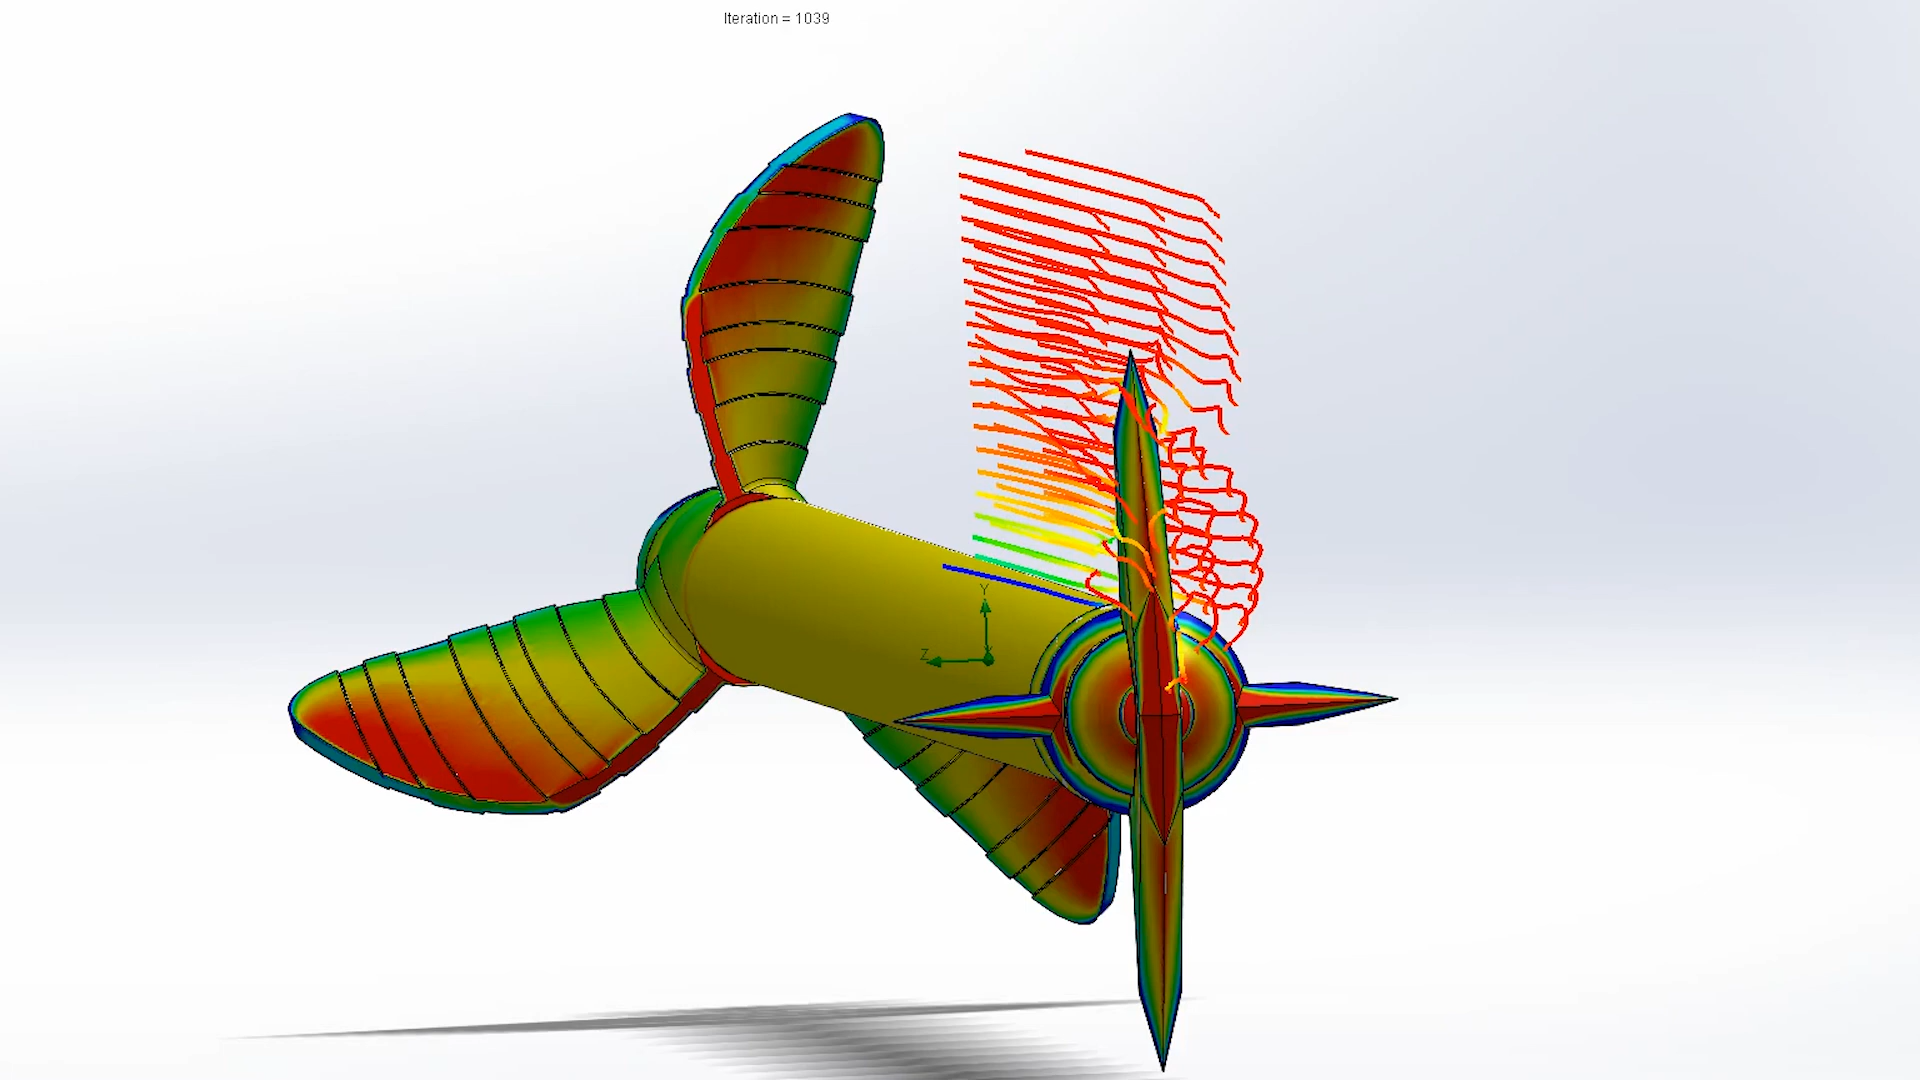 Iteration = 1039
Y
Z